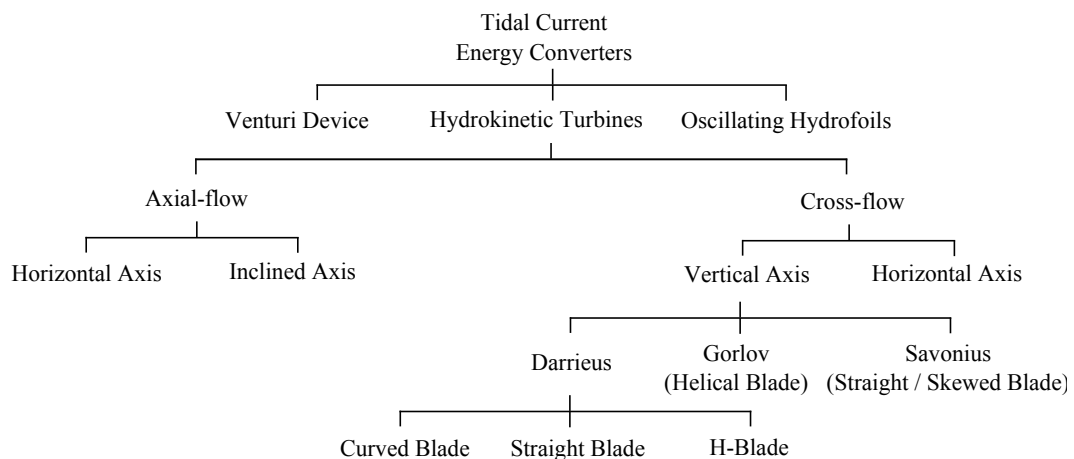 Tidal Current
Energy Converters
Venturi Device
Hydrokinetic Turbines
Oscillating Hydrofoils
Axial-flow
Cross-flow
Horizontal Axis
Inclined Axis
Vertical Axis
Horizontal Axis
Darrieus
Gorlov
(Helical Blade)
Savonius
(Straight / Skewed Blade)
Curved Blade
Straight Blade
H-Blade